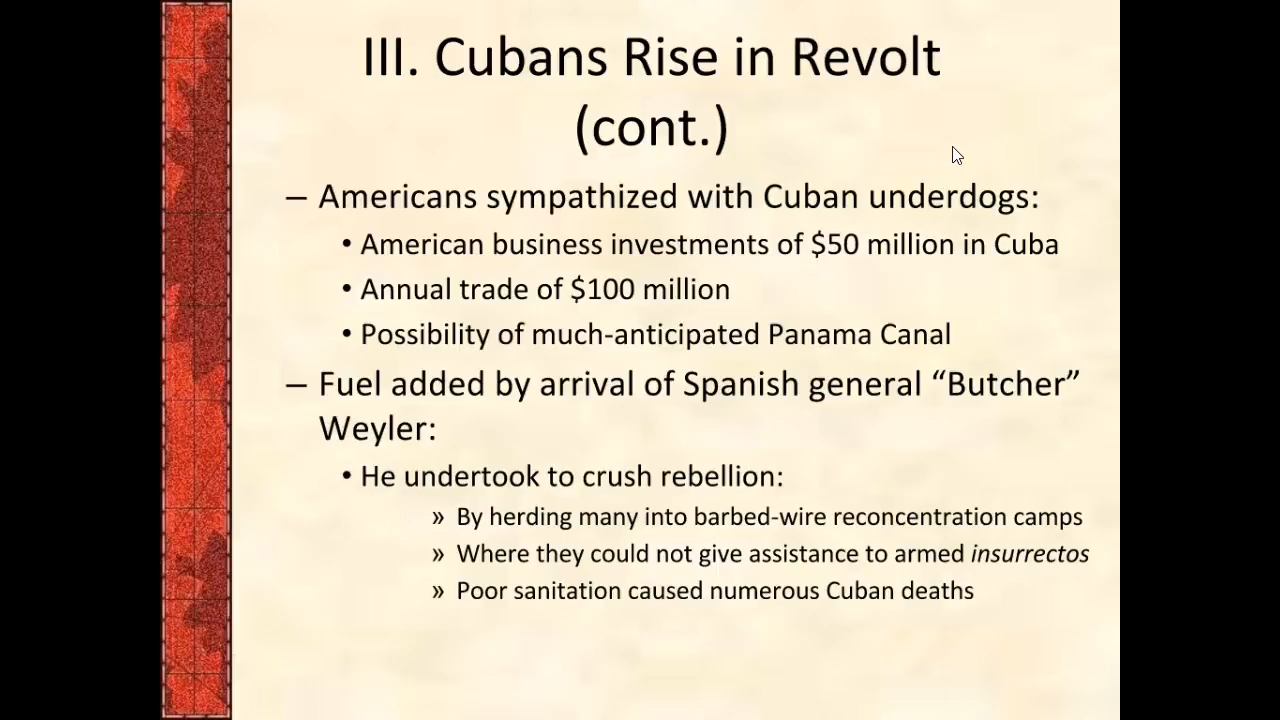 III. Cubans Rise in Revolt
(cont.)
– Americans sympathized with Cuban underdogs:
• American business investments of $50 million in Cuba
• Annual trade of $100 million
• Possibility of much-anticipated Panama Canal
– Fuel added by arrival of Spanish general “Butcher”
Weyler:
• He undertook to crush rebellion:
» By herding many into barbed-wire reconcentration camps
» Where they could not give assistance to armed insurrectos
» Poor sanitation caused numerous Cuban deaths